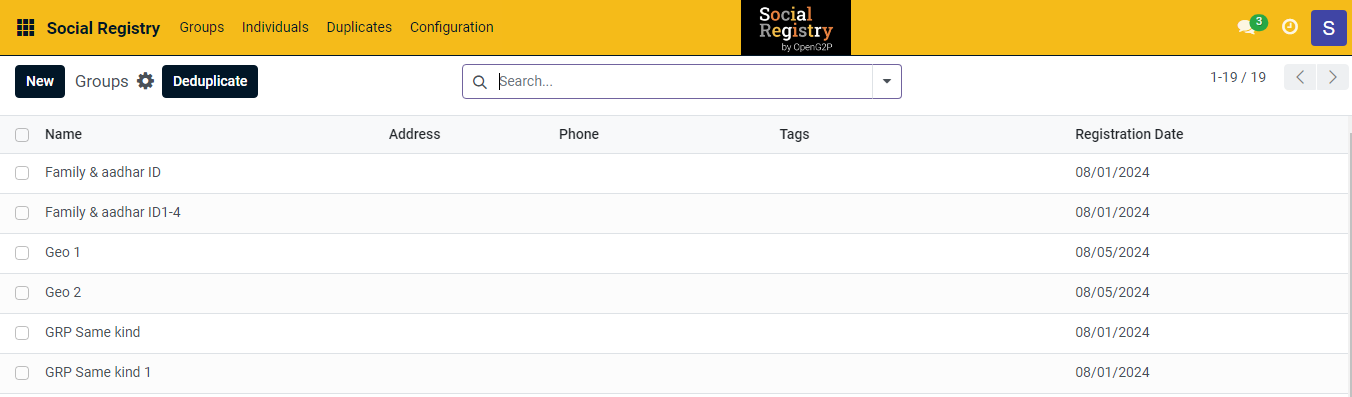 Social Registry Groups Individuals Duplicates Configuration Social Registry by OpenG2P 3 S
New Groups Deduplicate Search... 1-19 / 19
Name Address Phone Tags Registration Date
Family & aadhar ID 08/01/2024
Family & aadhar ID1-4 08/01/2024
Geo 1 08/05/2024
Geo 2 08/05/2024
GRP Same kind 08/01/2024
GRP Same kind 1 08/01/2024